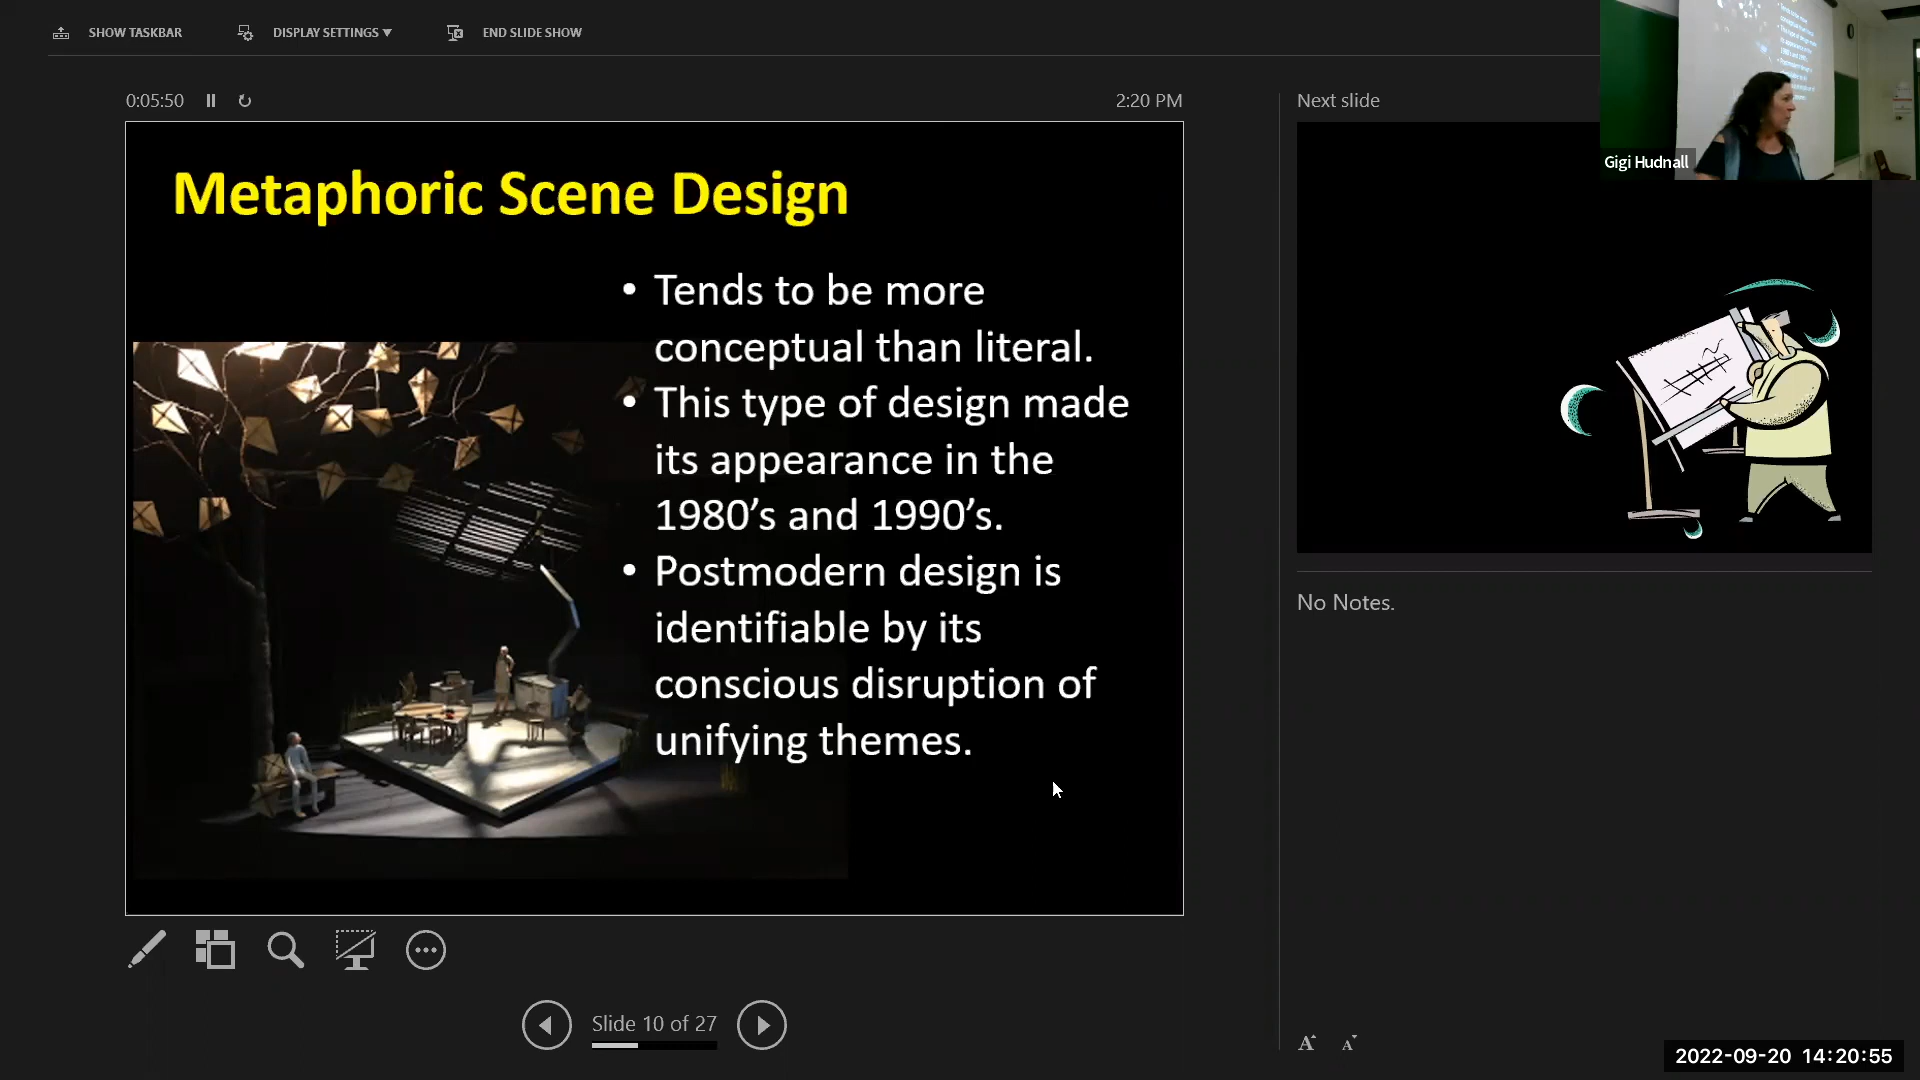 SHOW TASKBAR
DISPLAY SETTINGS ▼
END SLIDE SHOW
0:05:50
2:20 PM
Next slide
Gigi Hudnall
Metaphoric Scene Design
• Tends to be more
conceptual than literal.
• This type of design made
its appearance in the
1980’s and 1990’s.
• Postmodern design is
identifiable by its
conscious disruption of
unifying themes.
No Notes.
Slide 10 of 27
A A
2022-09-20 14:20:55